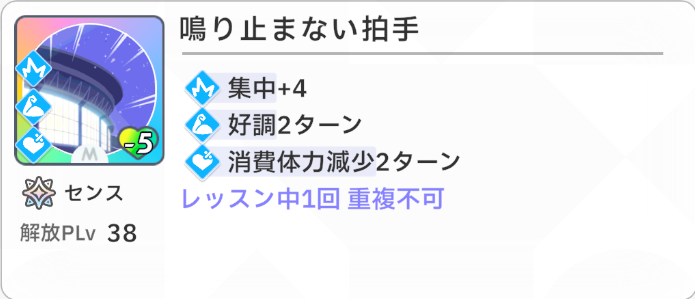 鳴り止まない拍手
集中+4
好調2ターン
消費体力減少2ターン
レッスン中1回 重複不可
-5
M
センス
解放PLv 38